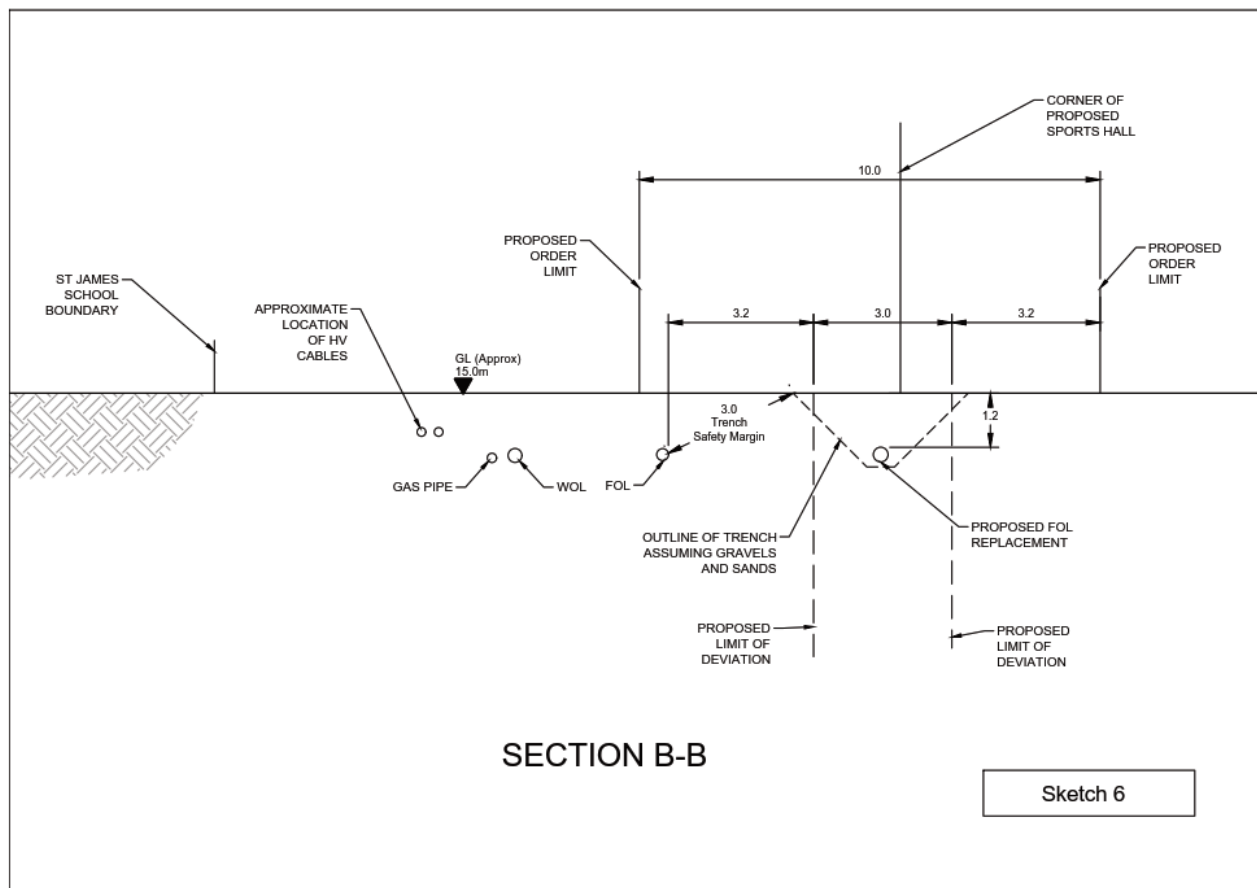 CORNER OF
PROPOSED
SPORTS HALL
10.0
PROPOSED
ORDER
LIMIT
PROPOSED
ORDER
LIMIT
ST JAMES
SCHOOL
BOUNDARY
APPROXIMATE
LOCATION
OF HV
CABLES
3.2
3.0
3.2
GL (Approx)
15.0m
3.0
Trench
Safety Margin
1.2
GAS PIPE
WOL
FOL
OUTLINE OF TRENCH
ASSUMING GRAVELS
AND SANDS
PROPOSED FOL
REPLACEMENT
PROPOSED
LIMIT OF
DEVIATION
PROPOSED
LIMIT OF
DEVIATION
SECTION B-B
Sketch 6